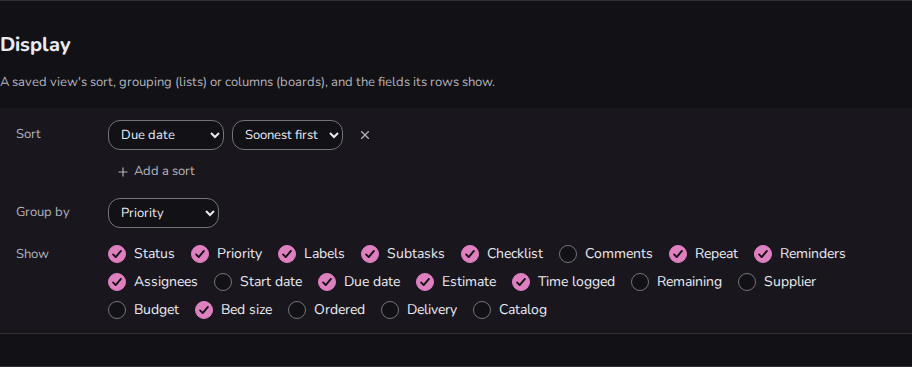 Display
A saved view's sort, grouping (lists) or columns (boards), and the fields its rows show.
Sort Due date Soonest first ×
+ Add a sort
Group by Priority
Show Status Priority Labels Subtasks Checklist Comments Repeat Reminders
Assignees Start date Due date Estimate Time logged Remaining Supplier
Budget Bed size Ordered Delivery Catalog